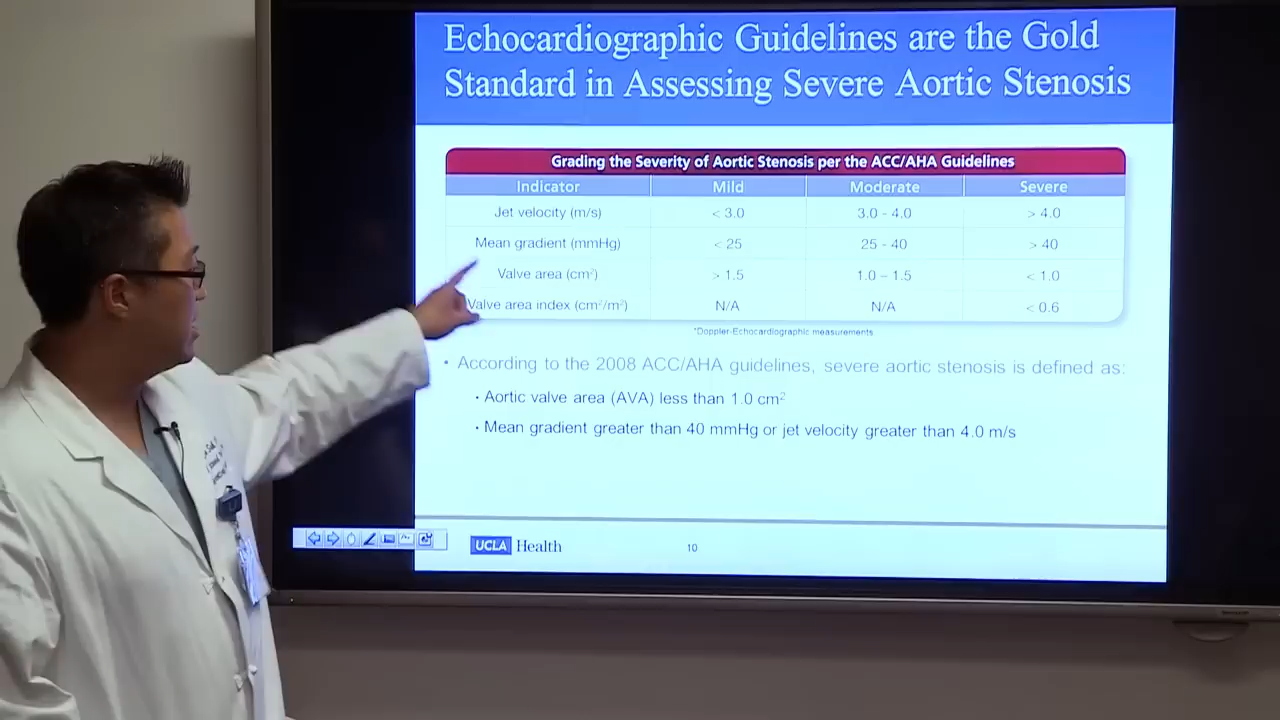 Echocardiographic Guidelines are the Gold
Standard in Assessing Severe Aortic Stenosis
Grading the Severity of Aortic Stenosis per the ACC/AHA Guidelines
Indicator Mild Moderate Severe
Jet velocity (m/s) < 3.0 3.0 - 4.0 > 4.0
Mean gradient (mmHg) < 25 25 - 40 > 40
Valve area (cm²) > 1.5 1.0 – 1.5 < 1.0
Valve area index (cm²/m²) N/A N/A < 0.6
*Doppler-Echocardiographic measurements
• According to the 2008 ACC/AHA guidelines, severe aortic stenosis is defined as:
• Aortic valve area (AVA) less than 1.0 cm²
• Mean gradient greater than 40 mmHg or jet velocity greater than 4.0 m/s
UCLA Health 10